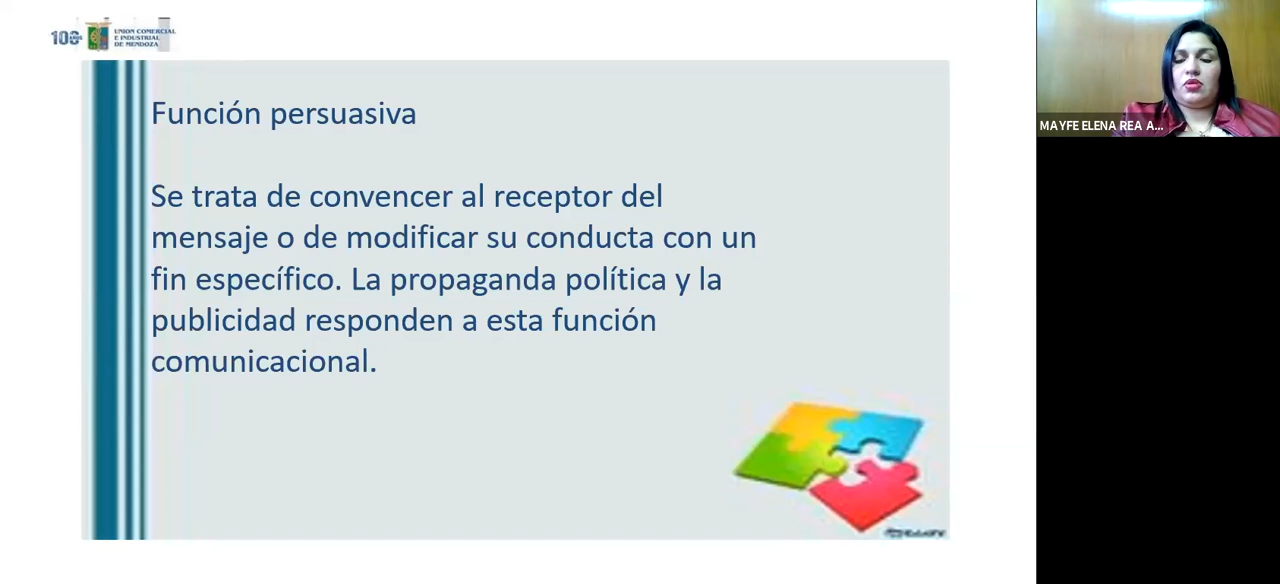 100 AÑOS
UNION COMERCIAL
E INDUSTRIAL
DE MENDOZA
Función persuasiva
Se trata de convencer al receptor del
mensaje o de modificar su conducta con un
fin específico. La propaganda política y la
publicidad responden a esta función
comunicacional.
MAYFE ELENA REA A...